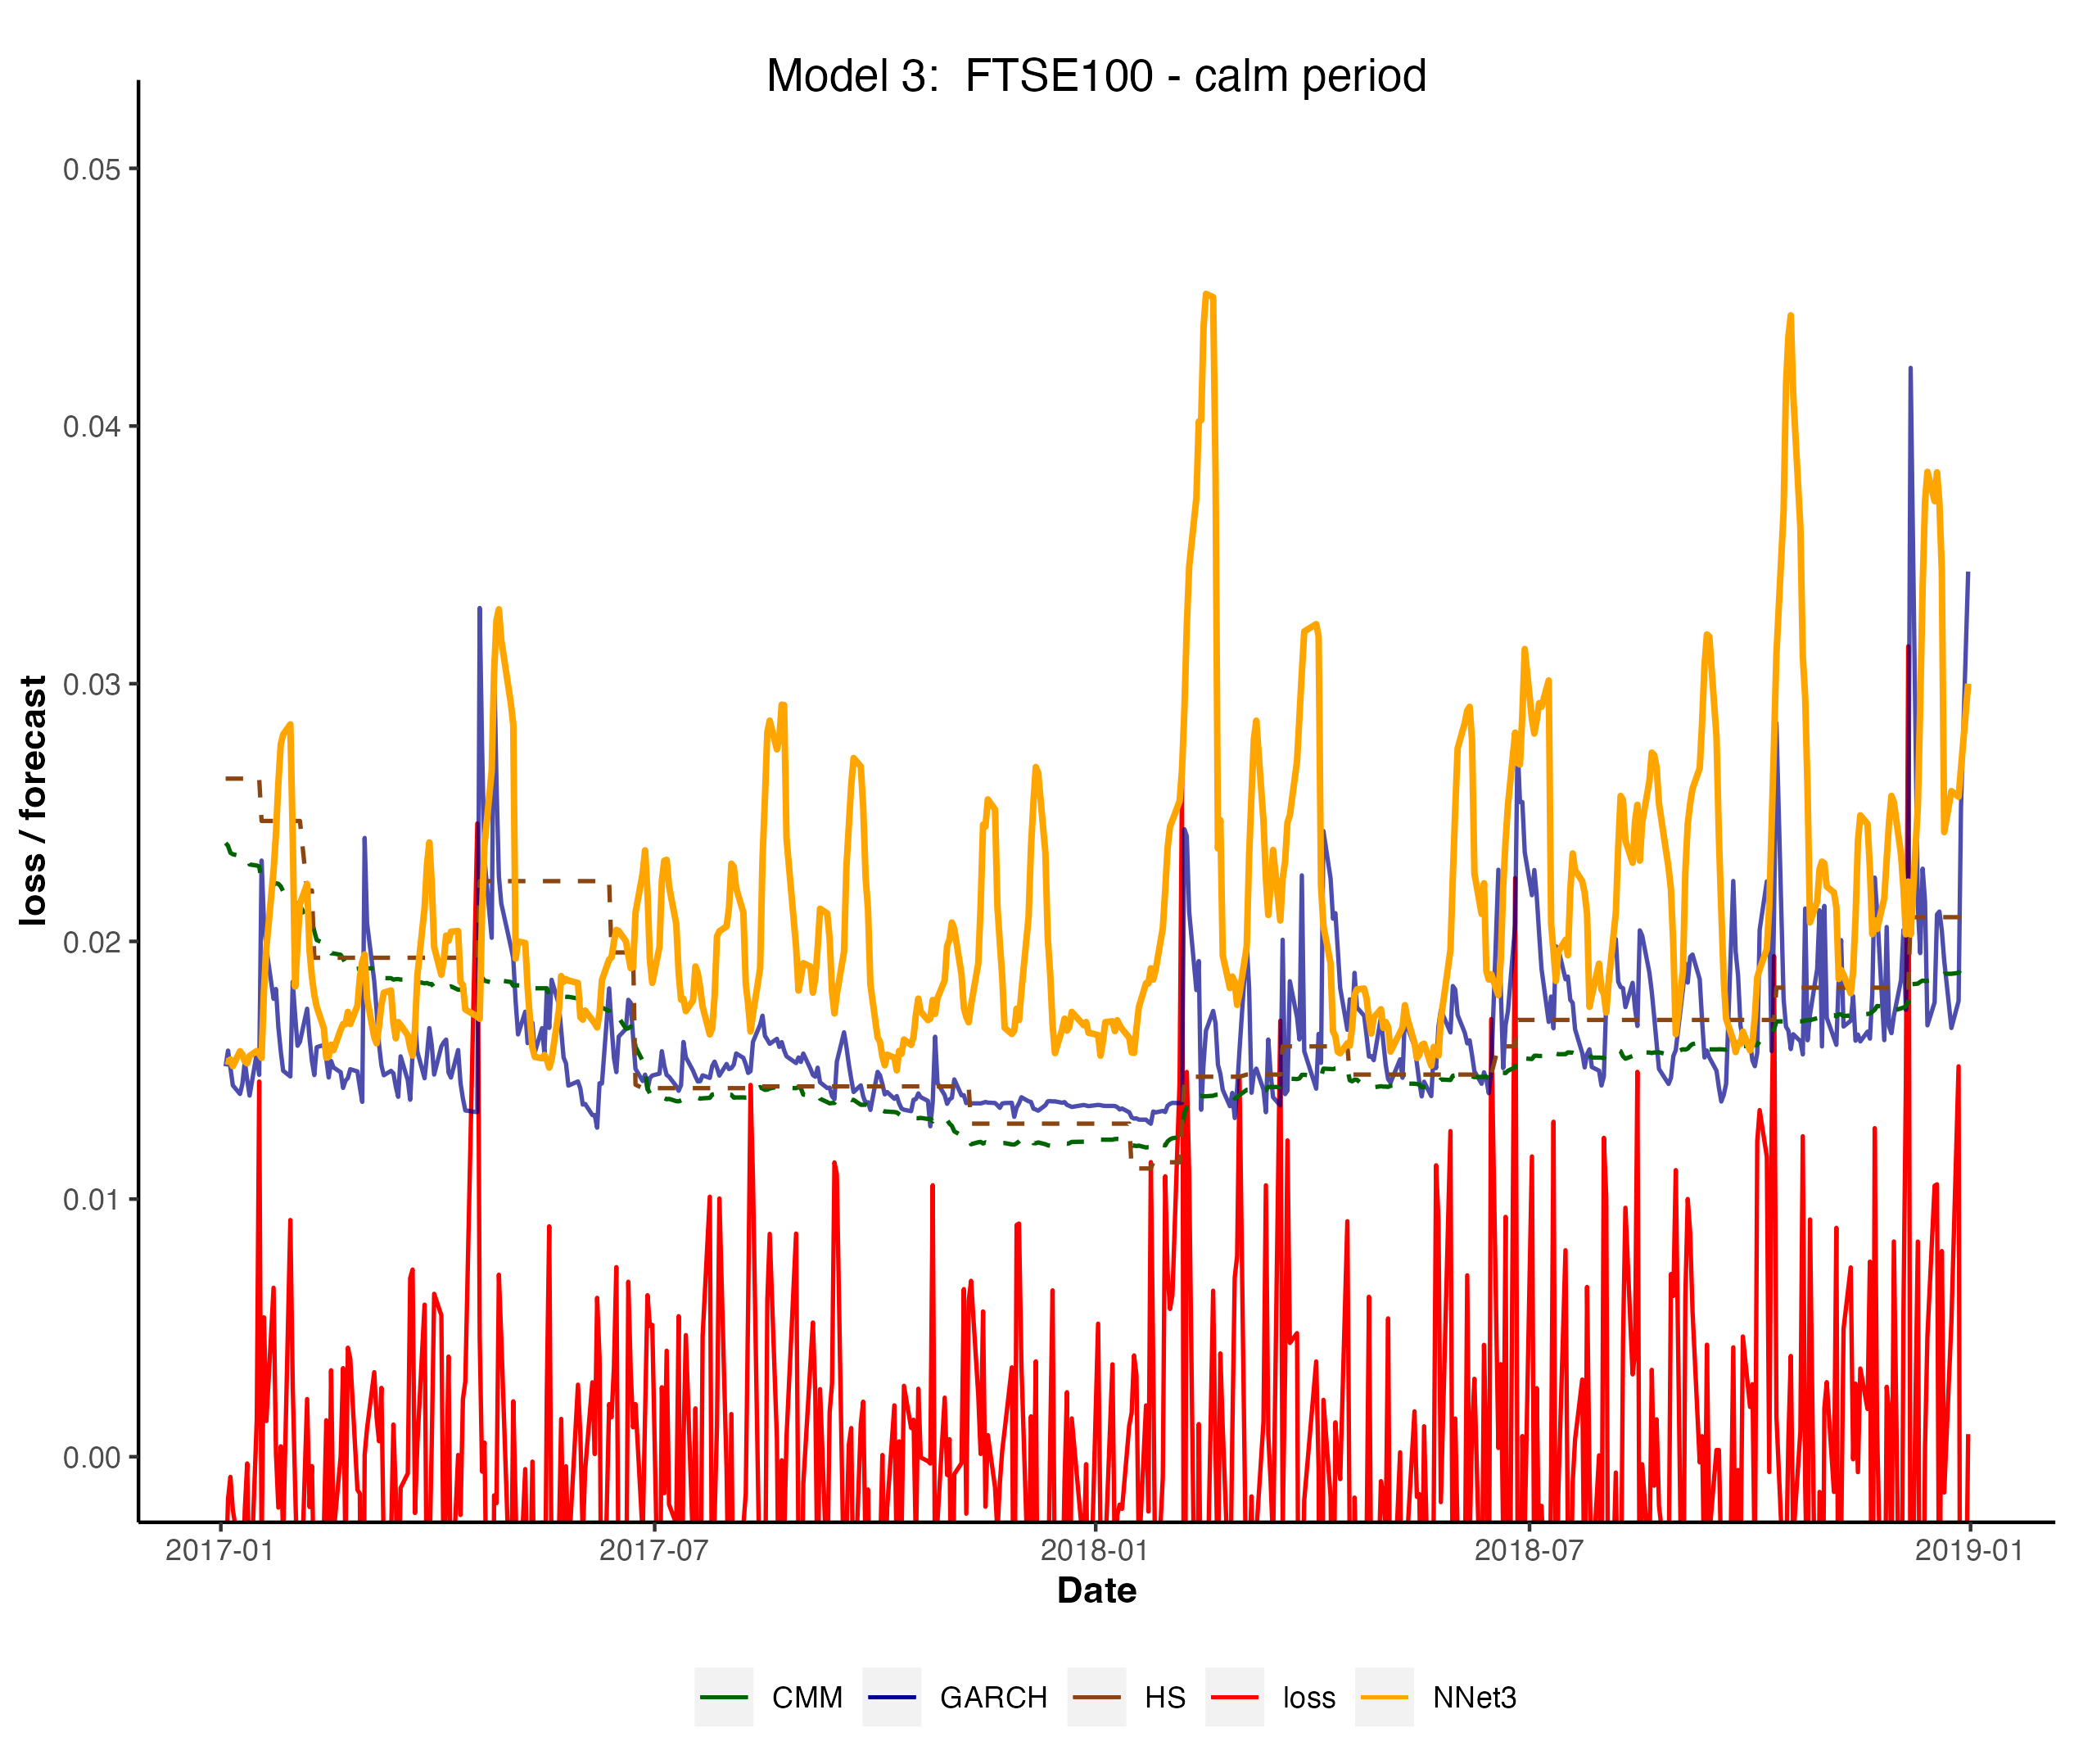 Model 3:  FTSE100 - calm period
loss / forecast
0.05
0.04
0.03
0.02
0.01
0.00
2017-01 2017-07 2018-01 2018-07 2019-01
Date
CMM GARCH HS loss NNet3